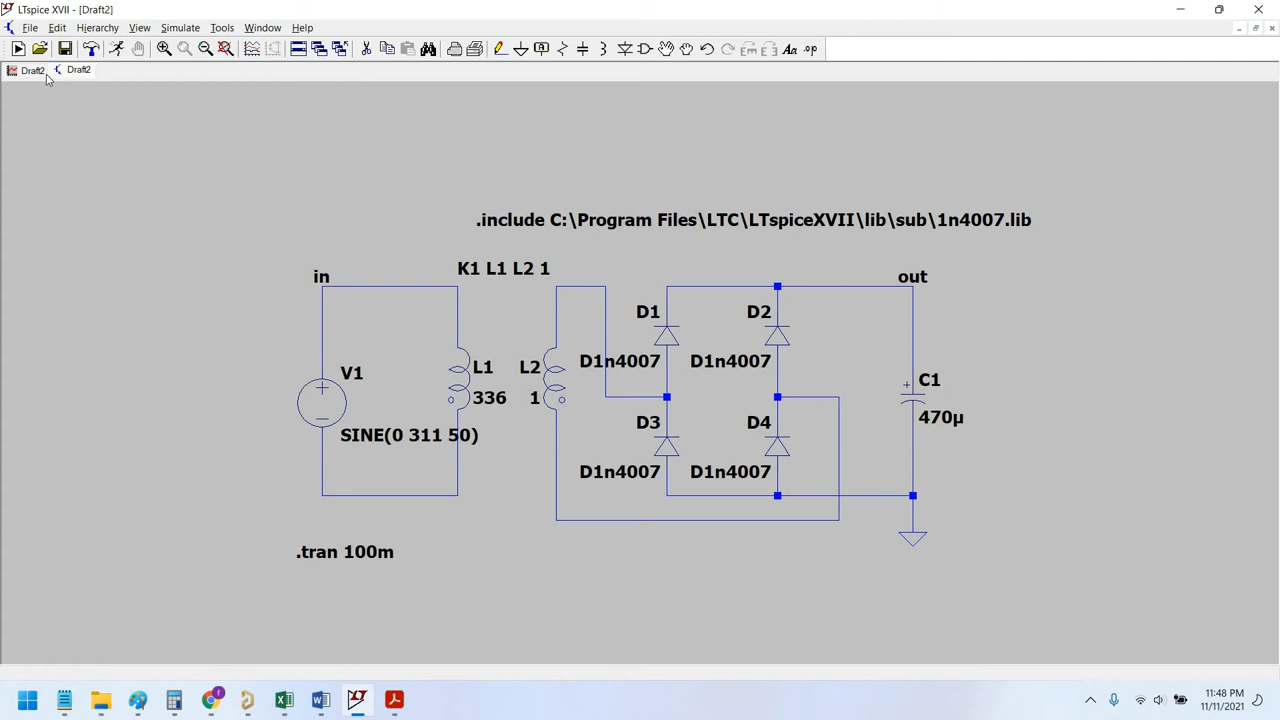 LTspice XVII - [Draft2]
File Edit Hierarchy View Simulate Tools Window Help
Draft2 Draft2
.include C:\Program Files\LTC\LTspiceXVII\lib\sub\1n4007.lib
in K1 L1 L2 1 out
D1 D2
D1n4007 D1n4007
V1 L1 L2 C1
336 1
470µ
SINE(0 311 50)
D3 D4
D1n4007 D1n4007
.tran 100m
11:48 PM
11/11/2021